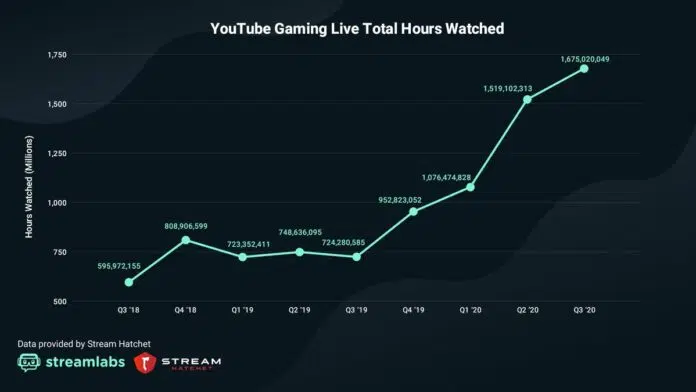 YouTube Gaming Live Total Hours Watched
1,750
1,500
1,250
1,000
750
500
Hours Watched (Millions)
595,972,155
808,906,599
723,352,411
748,636,095
724,280,585
952,823,052
1,076,474,828
1,519,102,313
1,675,020,049
Q3 '18
Q4 '18
Q1 '19
Q2 '19
Q3 '19
Q4 '19
Q1 '20
Q2 '20
Q3 '20
Data provided by Stream Hatchet
streamlabs
STREAM
HATCHET